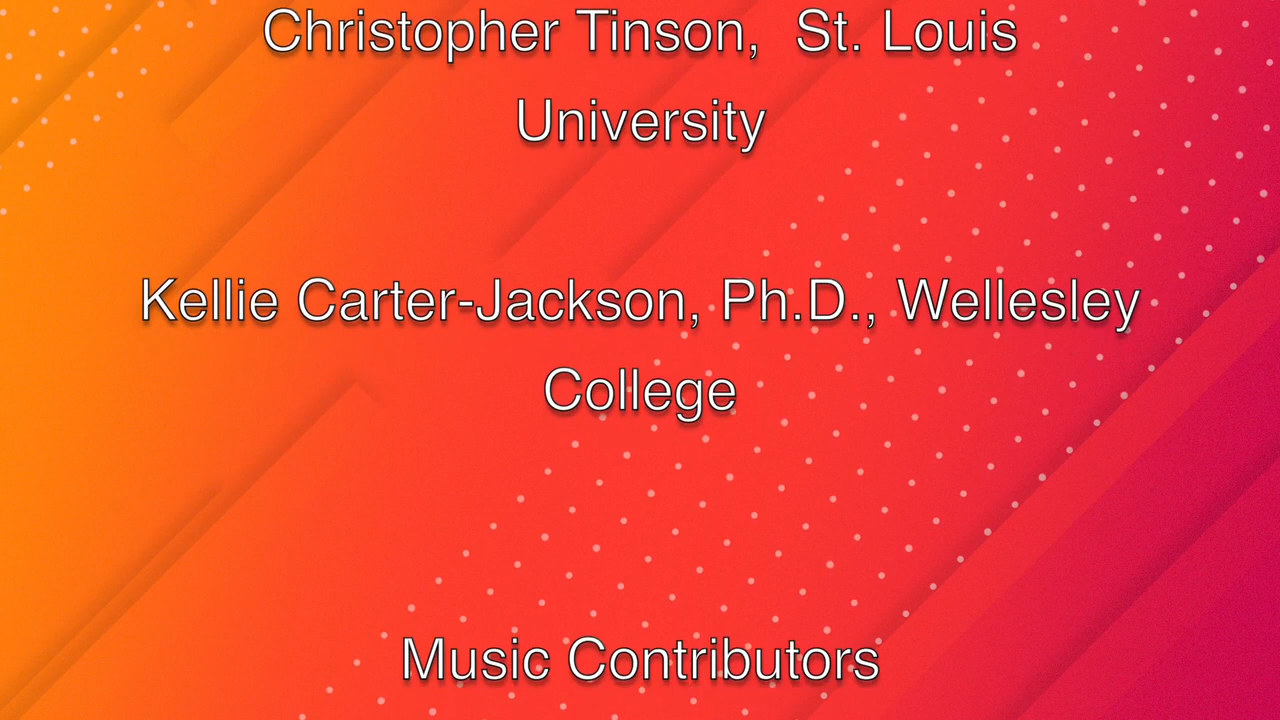 Christopher Tinson,  St. Louis
University
Kellie Carter-Jackson, Ph.D., Wellesley
College
Music Contributors